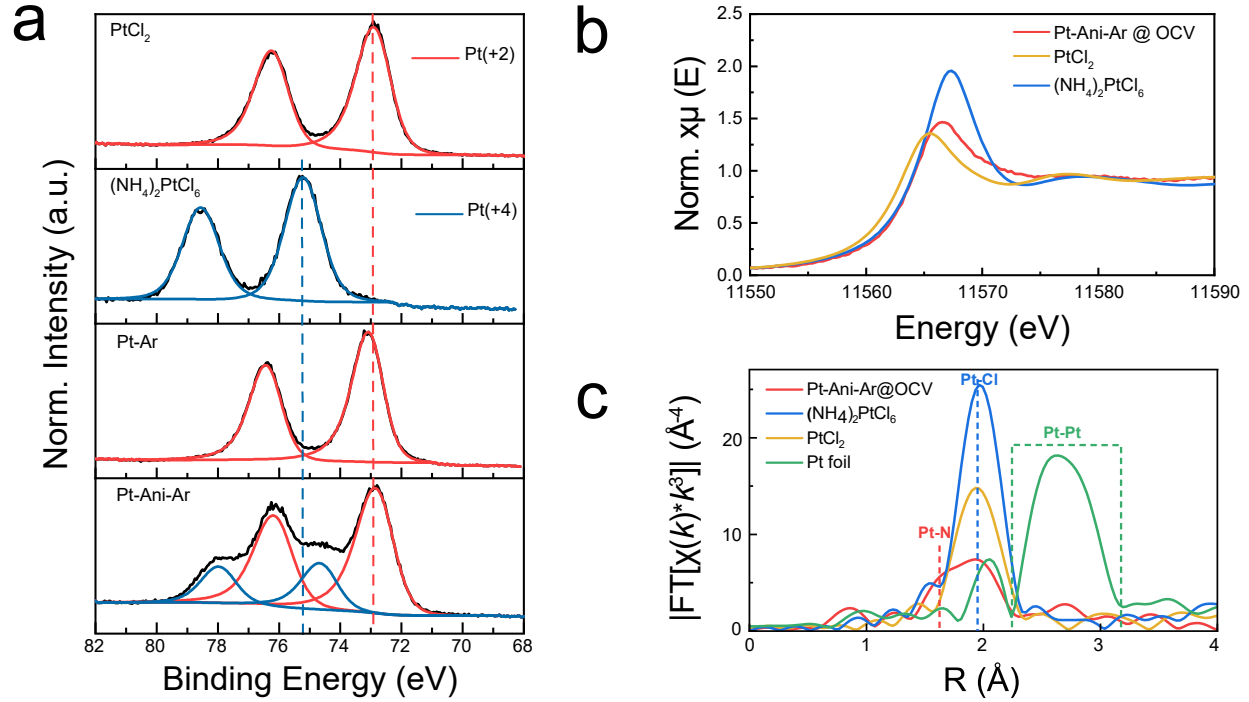 a
PtCl₂
Pt(+2)
(NH₄)₂PtCl₆
Pt(+4)
Pt-Ar
Pt-Ani-Ar
Norm. Intensity (a.u.)
82 80 78 76 74 72 70 68
Binding Energy (eV)
b
Pt-Ani-Ar @ OCV
PtCl₂
(NH₄)₂PtCl₆
2.5
2.0
1.5
1.0
0.5
0.0
Norm. xμ (E)
11550 11560 11570 11580 11590
Energy (eV)
c
Pt-Ani-Ar@OCV
(NH4)₂PtCl₆
PtCl₂
Pt foil
Pt-Cl
Pt-Pt
Pt-N
20
10
0
|FT[χ(k)*k³]| (Å⁻⁴)
0 1 2 3 4
R (Å)